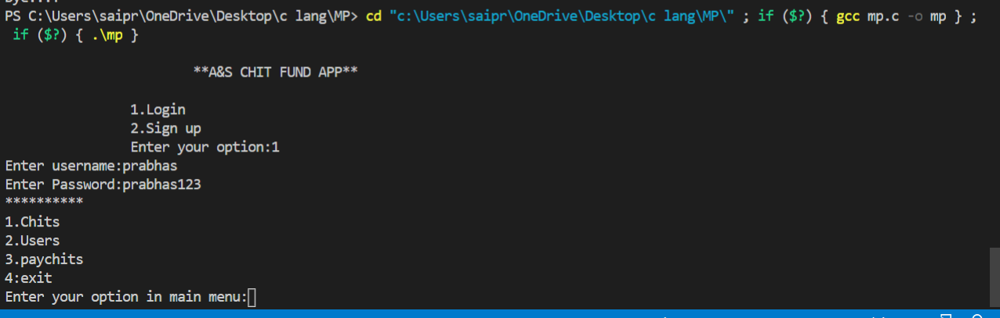 PS C:\Users\saipr\OneDrive\Desktop\c lang\MP> cd "c:\Users\saipr\OneDrive\Desktop\c lang\MP\" ; if ($?) { gcc mp.c -o mp } ;
if ($?) { .\mp }
**A&S CHIT FUND APP**
1.Login
2.Sign up
Enter your option:1
Enter username:prabhas
Enter Password:prabhas123
**********
1.Chits
2.Users
3.paychits
4:exit
Enter your option in main menu: